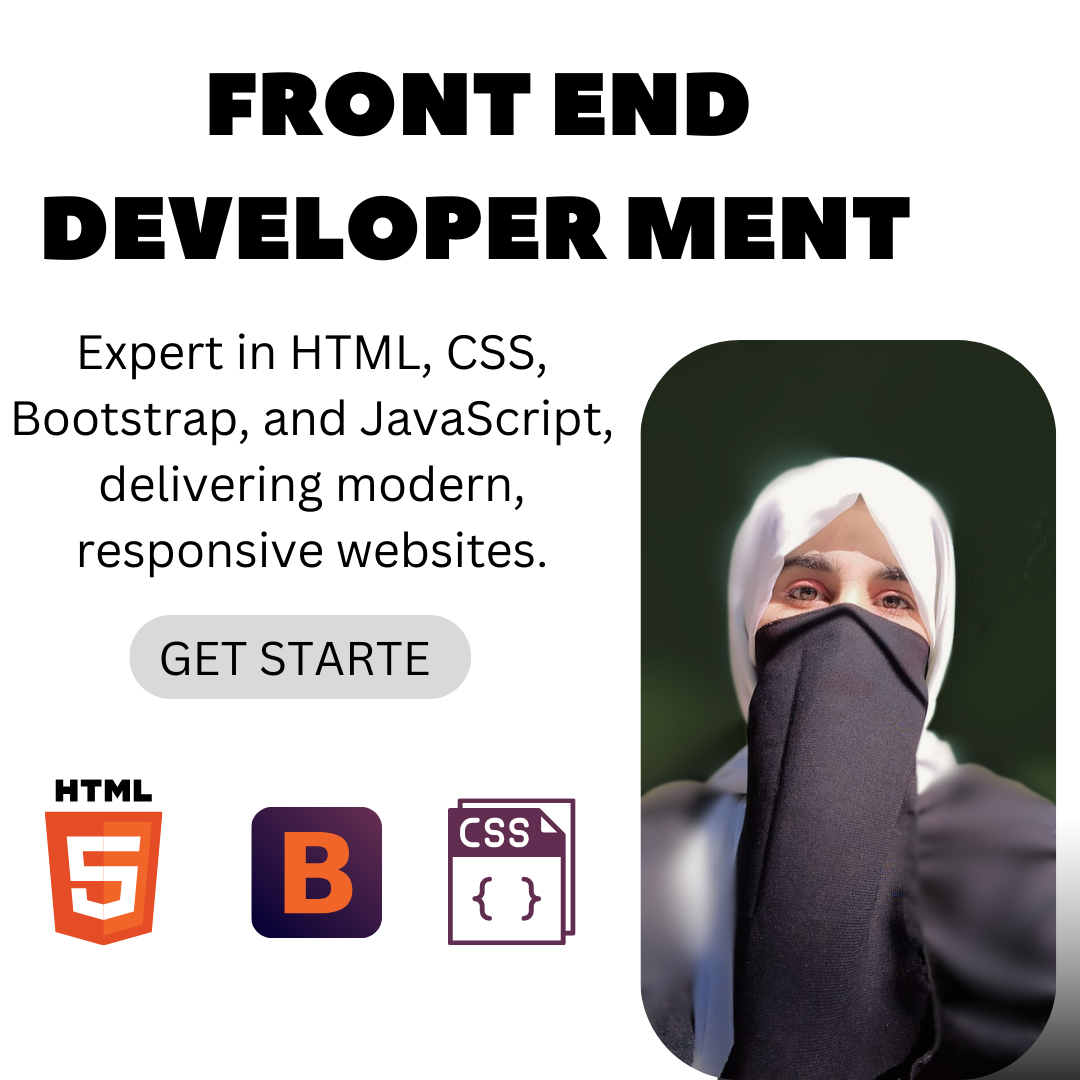 FRONT END
DEVELOPER MENT
Expert in HTML, CSS,
Bootstrap, and JavaScript,
delivering modern,
responsive websites.
GET STARTE
HTML
5
B
CSS
{ }